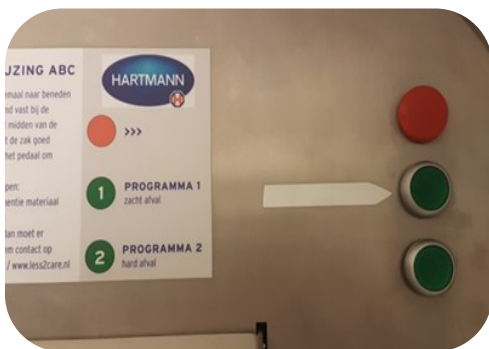 JZING ABC
emaal naar beneden
nd vast bij de
midden van de
t de zak goed
het pedaal om
pen:
nentie materiaal
dan moet er
em contact op
/ www.less2care.nl
HARTMANN
>>>
1 PROGRAMMA 1
zacht afval
2 PROGRAMMA 2
hard afval